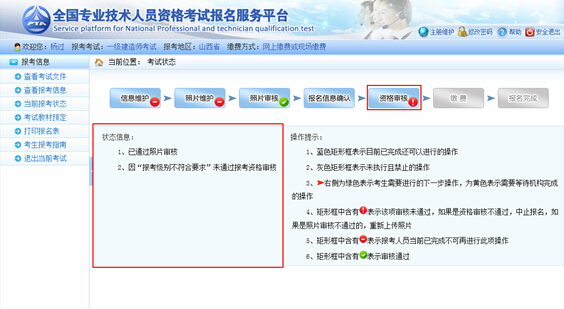 全国专业技术人员资格考试报名服务平台
Service platform for National Professional and technician qualification test
注册维护 修改密码 帮助 安全退出
欢迎您：杨过 报考考试：一级建造师考试 报考地区：山西省 缴费方式：网上缴费或现场缴费
报考信息
当前位置： 考试状态
查看考试文件
查看报考信息
当前报考状态
考试教材预定
打印报名表
考生报考指南
退出当前考试
信息维护 照片维护 照片审核 报名信息确认 资格审核 缴 费 报名完成
状态信息：
1、已通过照片审核
2、因“报考级别不符合要求”未通过报考资格审核
操作提示：
1、蓝色矩形框表示目前已完成还可以进行的操作
2、灰色矩形框表示未执行且禁止的操作
3、右侧为绿色表示考生需要进行的下一步操作，为黄色表示需要等待机构完成
的操作
4、矩形框中含有表示该项审核未通过，如果是资格审核不通过，中止报名，如
果是照片审核不通过的，重新上传照片
5、矩形框中含有表示报考人员当前已完成不可再进行此项操作
6、矩形框中含有表示审核通过